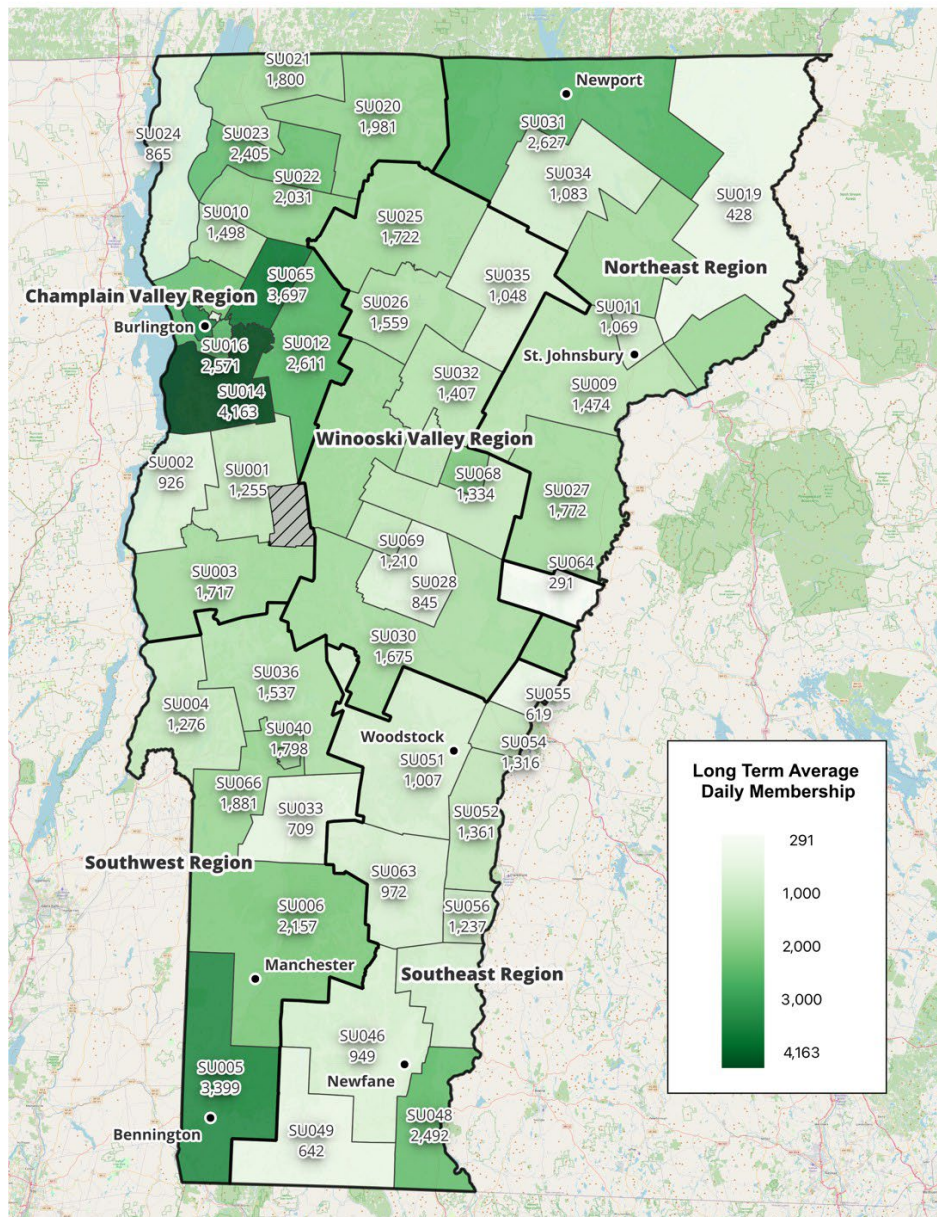 SU021
1,800
SU020
1,981
Newport
SU024
865
SU023
2,405
SU031
2,627
SU022
2,031
SU034
1,083
SU019
428
SU010
1,498
SU025
1,722
SU065
3,697
SU035
1,048
Northeast Region
Champlain Valley Region
Burlington
SU026
1,559
SU011
1,069
SU016
2,571
SU012
2,611
St. Johnsbury
SU032
1,407
SU009
1,474
SU014
4,163
Winooski Valley Region
SU002
926
SU001
1,255
SU068
1,334
SU027
1,772
SU069
1,210
SU064
291
SU003
1,717
SU028
845
SU030
1,675
SU036
1,537
SU055
619
SU004
1,276
SU040
1,798
Woodstock
SU054
1,316
SU051
1,007
SU066
1,881
SU033
709
SU052
1,361
Southwest Region
SU063
972
SU006
2,157
SU056
1,237
Manchester
Southeast Region
SU046
949
SU005
3,399
Newfane
Bennington
SU049
642
SU048
2,492
Long Term Average
Daily Membership
291
1,000
2,000
3,000
4,163